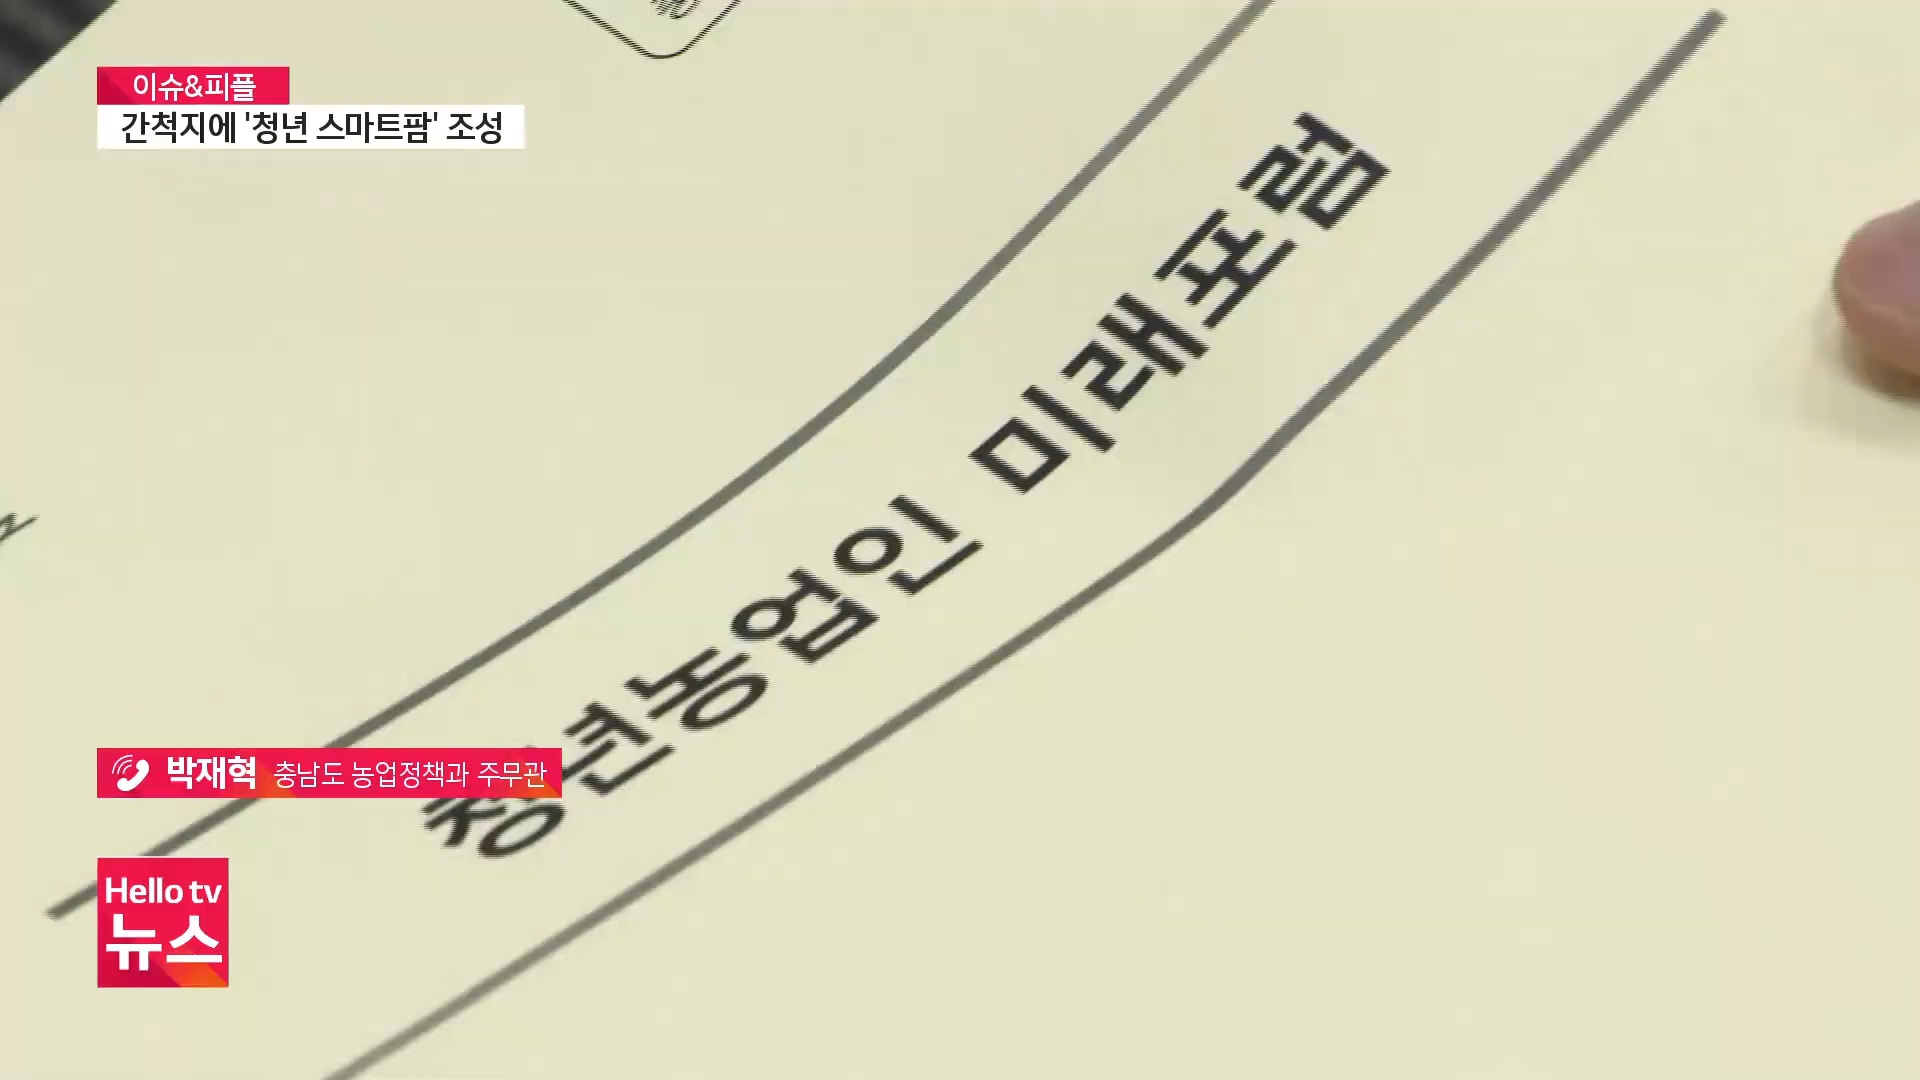 이슈&피플
간척지에 '청년 스마트팜' 조성
청년농업인 미래포럼
박재혁 충남도 농업정책과 주무관
Hello tv
뉴스